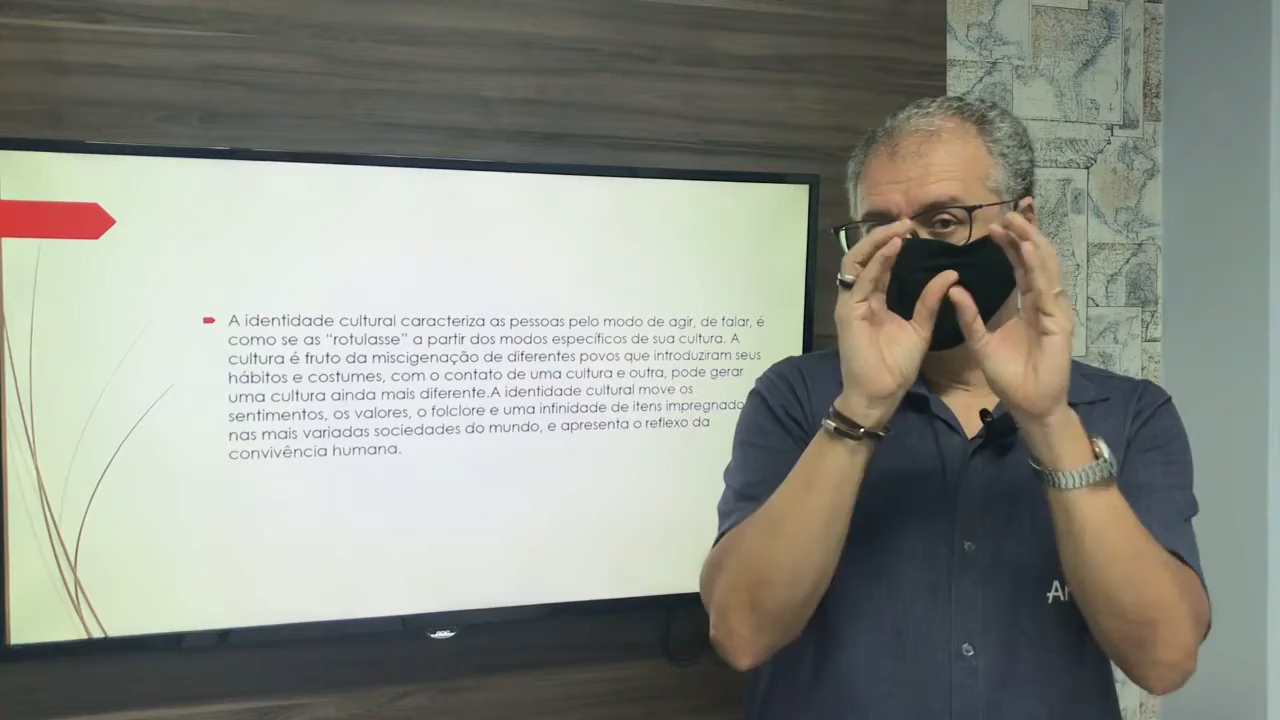 A identidade cultural caracteriza as pessoas pelo modo de agir, de falar, é
como se as “rotulasse” a partir dos modos específicos de sua cultura. A
cultura é fruto da miscigenação de diferentes povos que introduziram seus
hábitos e costumes, com o contato de uma cultura e outra, pode gerar
uma cultura ainda mais diferente.A identidade cultural move os
sentimentos, os valores, o folclore e uma infinidade de itens impregnado
nas mais variadas sociedades do mundo, e apresenta o reflexo da
convivência humana.
AOC